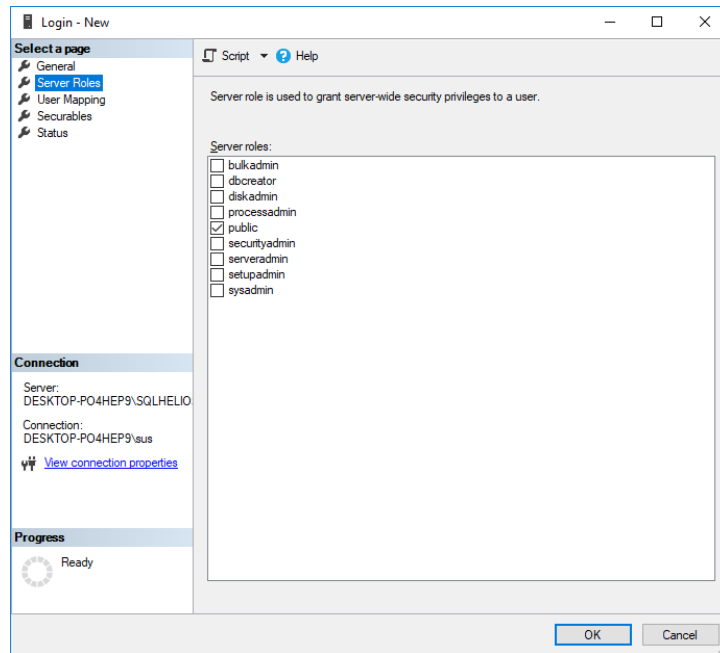 Login - New
Select a page
General
Server Roles
User Mapping
Securables
Status
Script
Help
Server role is used to grant server-wide security privileges to a user.
Server roles:
bulkadmin
dbcreator
diskadmin
processadmin
public
securityadmin
serveradmin
setupadmin
sysadmin
Connection
Server:
DESKTOP-PO4HEP9\SQLHELIO
Connection:
DESKTOP-PO4HEP9\sus
View connection properties
Progress
Ready
OK
Cancel